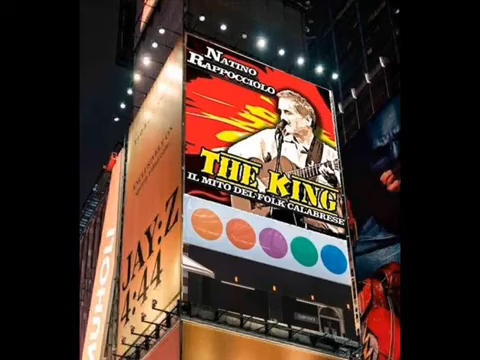 NATINO
RAPPOCCIOLO
THE KING
IL MITO DEL FOLK CALABRESE
JAY:Z
4:44